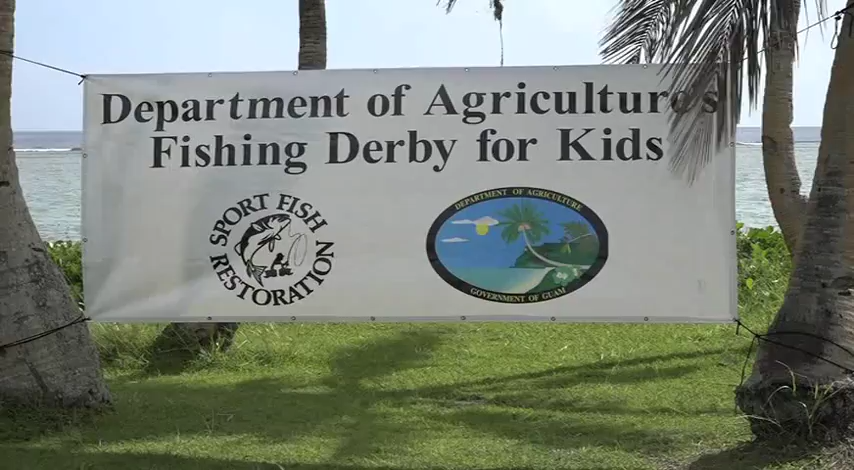 Department of Agriculture's
Fishing Derby for Kids
SPORT FISH
RESTORATION
DEPARTMENT OF AGRICULTURE
GOVERNMENT OF GUAM